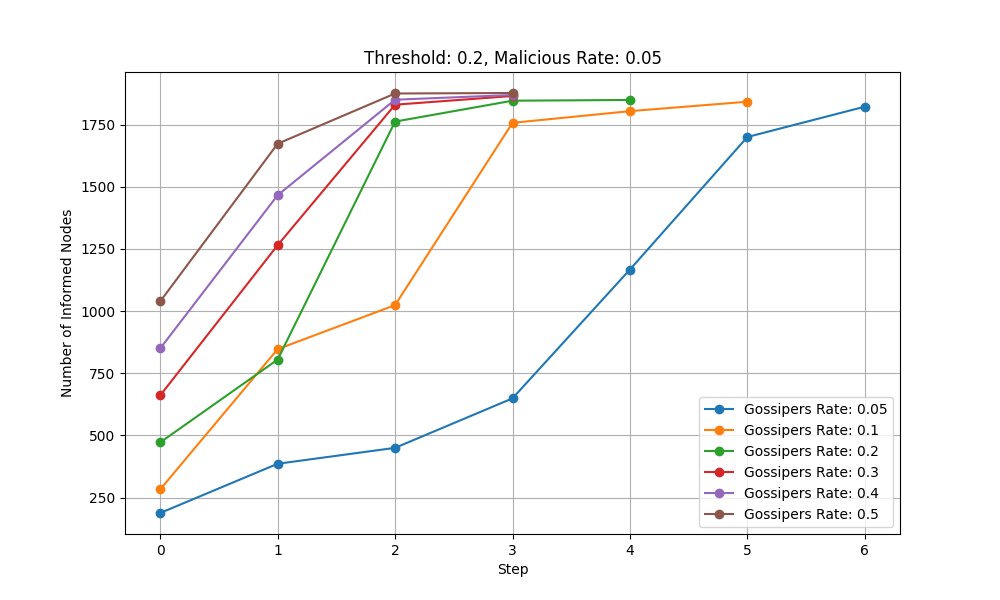 Threshold: 0.2, Malicious Rate: 0.05
Number of Informed Nodes
1750
1500
1250
1000
750
500
250
0 1 2 3 4 5 6
Step
Gossipers Rate: 0.05
Gossipers Rate: 0.1
Gossipers Rate: 0.2
Gossipers Rate: 0.3
Gossipers Rate: 0.4
Gossipers Rate: 0.5